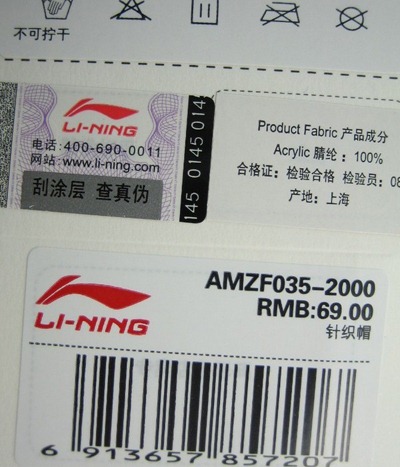 不可拧干
LI-NING
电话:400-690-0011
网站:www.li-ning.com
刮涂层 查真伪
145 0145 014
Product Fabric 产品成分
Acrylic 腈纶 : 100%
合格证: 检验合格 检验员: 08
产地: 上海
LI-NING
AMZF035-2000
RMB:69.00
针织帽
6 913657 857207